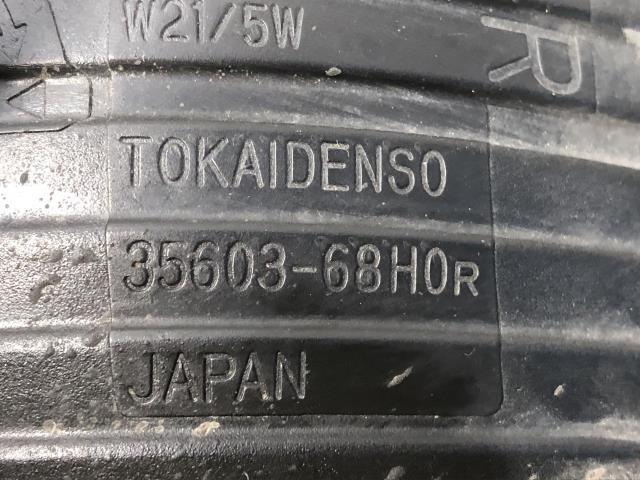 W21/5W
R
TOKAIDENSO
35603-68H0R
JAPAN